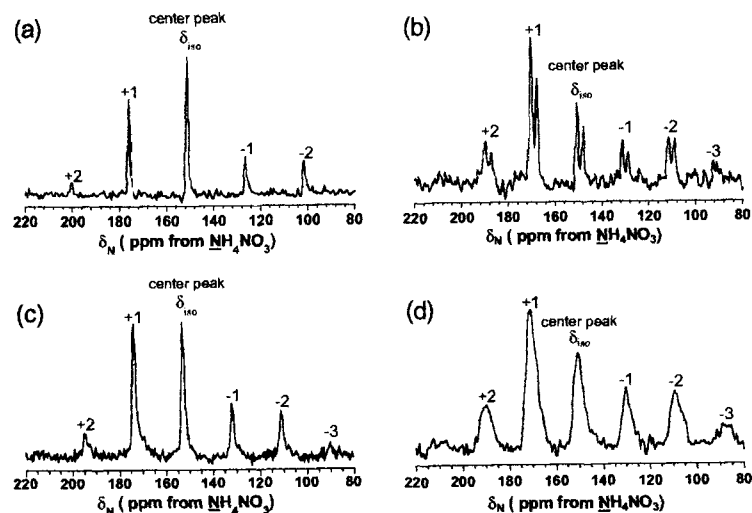 (a)
center peak
δiso
+1
+2
-1
-2
220 200 180 160 140 120 100 80
δN ( ppm from NH4NO3)
(b)
+1
center peak
δiso
+2
-1
-2
-3
220 200 180 160 140 120 100 80
δN ( ppm from NH4NO3)
(c)
center peak
δiso
+1
+2
-1
-2
-3
220 200 180 160 140 120 100 80
δN ( ppm from NH4NO3)
(d)
+1
center peak
δiso
+2
-1
-2
-3
220 200 180 160 140 120 100 80
δN ( ppm from NH4NO3)